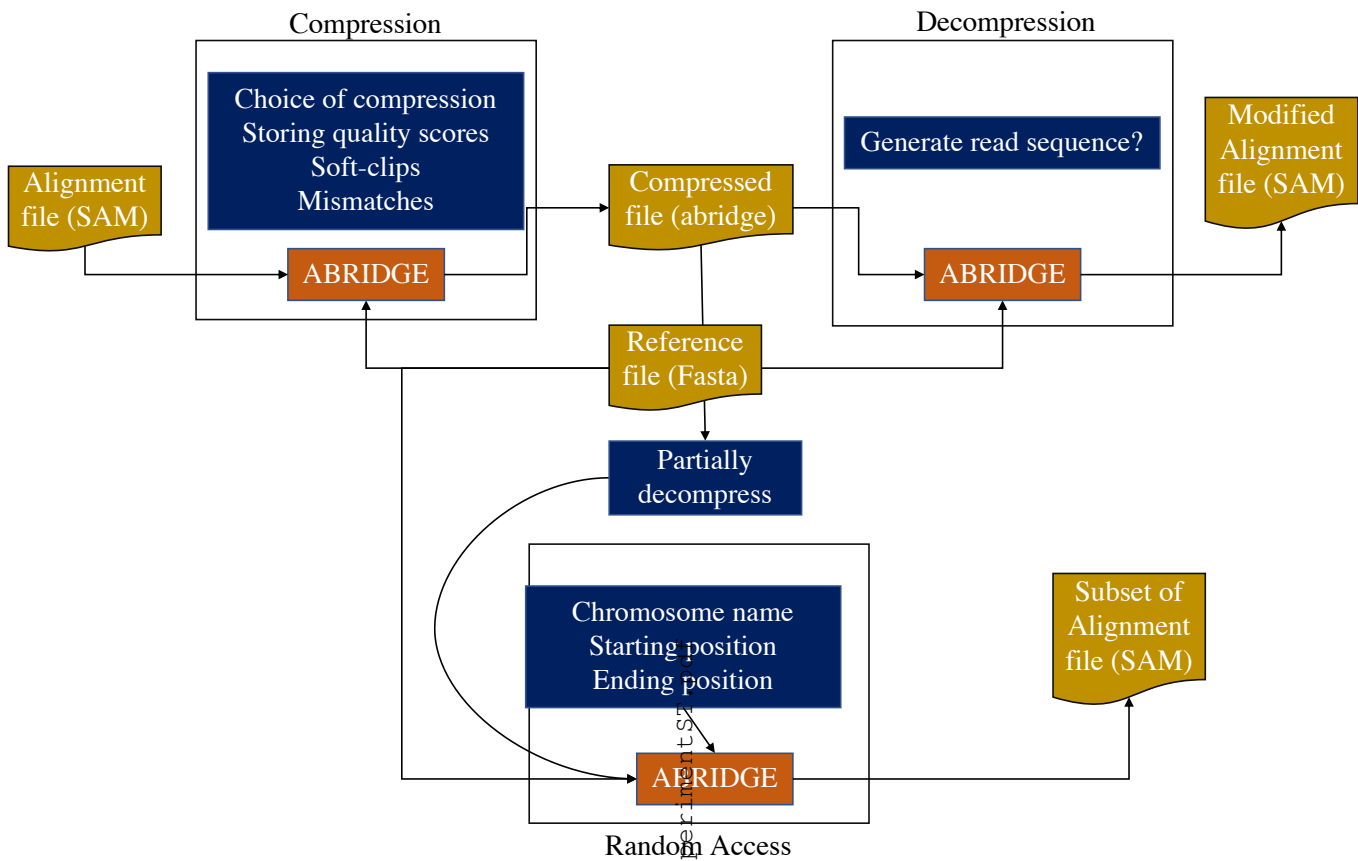 Compression
Decompression
Choice of compression
Storing quality scores
Soft-clips
Mismatches
Generate read sequence?
Modified
Alignment
file (SAM)
Alignment
file (SAM)
Compressed
file (abridge)
ABRIDGE
ABRIDGE
Reference
file (Fasta)
Partially
decompress
Chromosome name
Starting position
Ending position
Subset of
Alignment
file (SAM)
ABRIDGE
Random Access